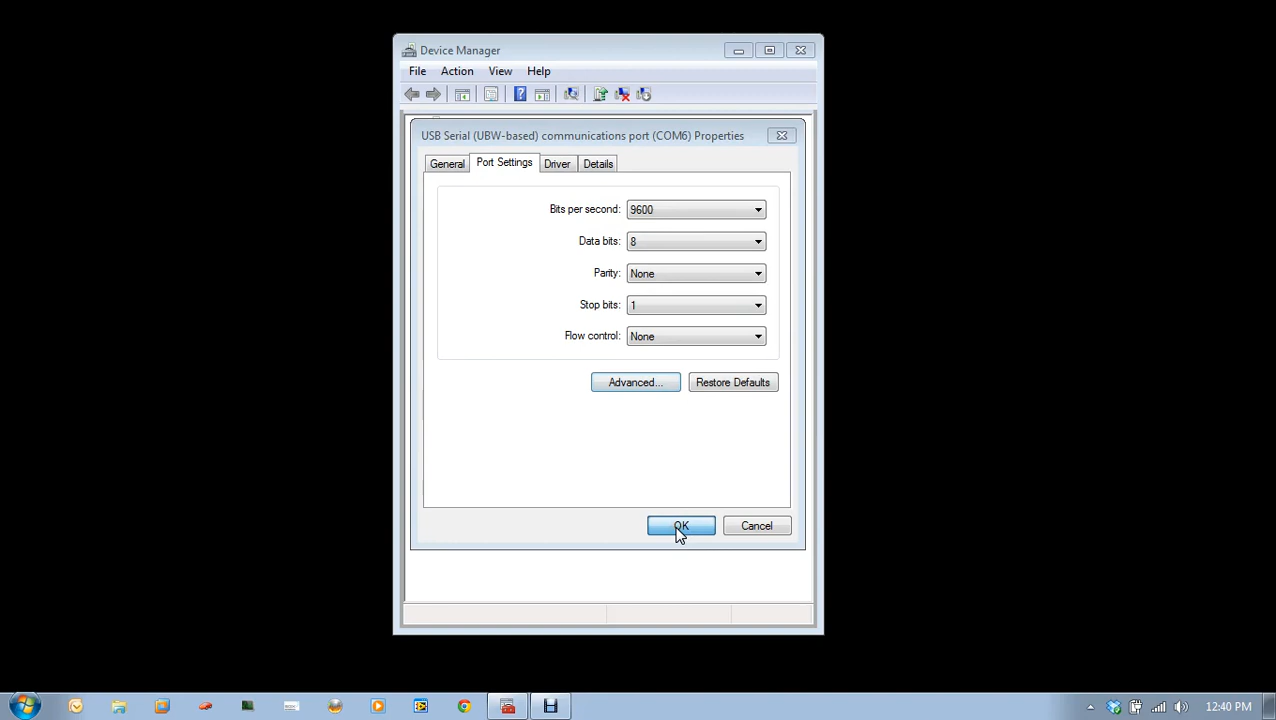 Device Manager
File Action View Help
USB Serial (UBW-based) communications port (COM6) Properties
General Port Settings Driver Details
Bits per second: 9600
Data bits: 8
Parity: None
Stop bits: 1
Flow control: None
Advanced... Restore Defaults
OK Cancel
12:40 PM